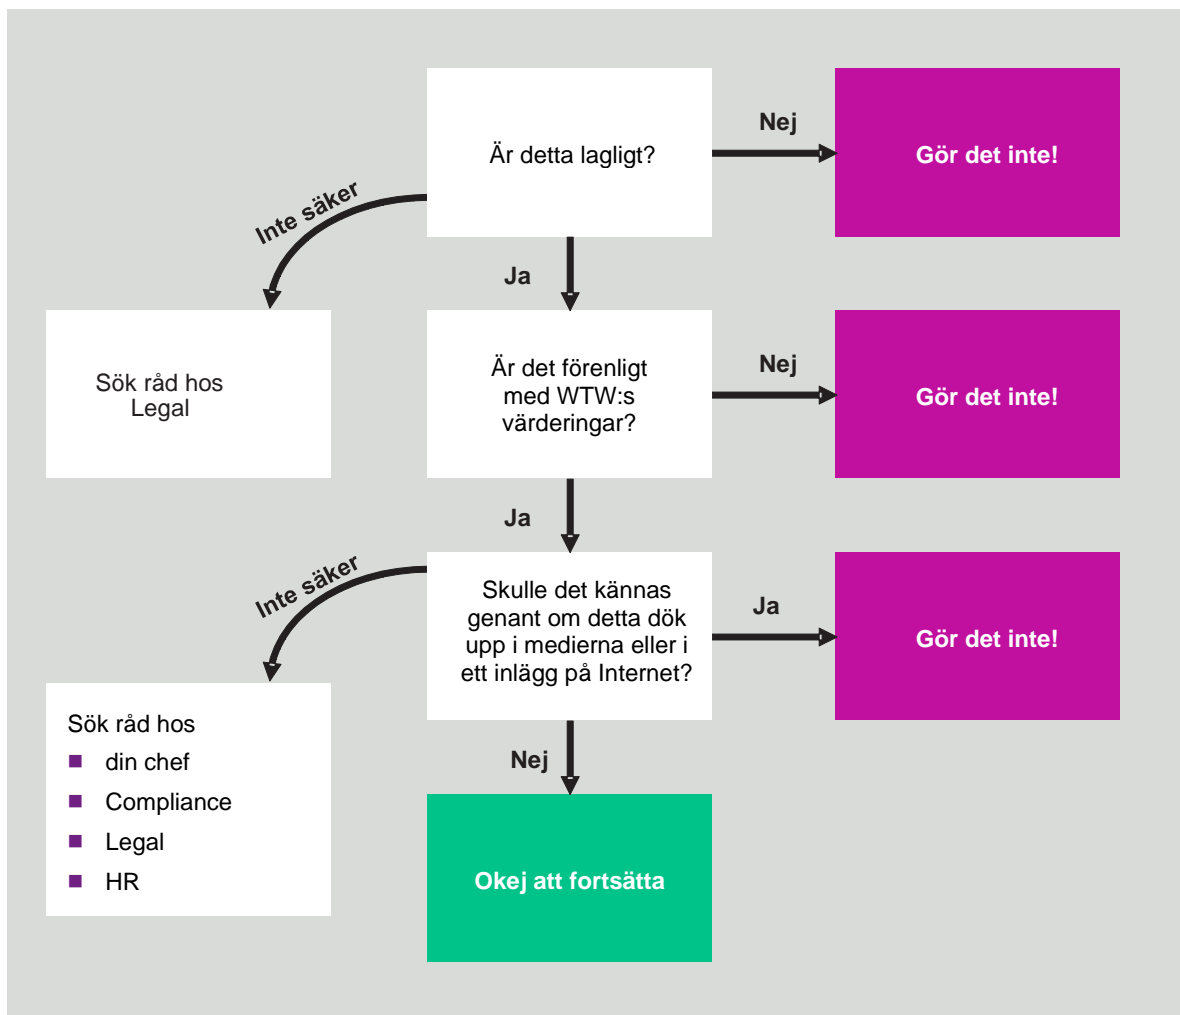 Är detta lagligt?
Nej
Gör det inte!
Inte säker
Ja
Sök råd hos
Legal
Är det förenligt
med WTW:s
värderingar?
Nej
Gör det inte!
Ja
Inte säker
Skulle det kännas
genant om detta dök
upp i medierna eller i
ett inlägg på Internet?
Ja
Gör det inte!
Sök råd hos
din chef
Compliance
Legal
HR
Nej
Okej att fortsätta